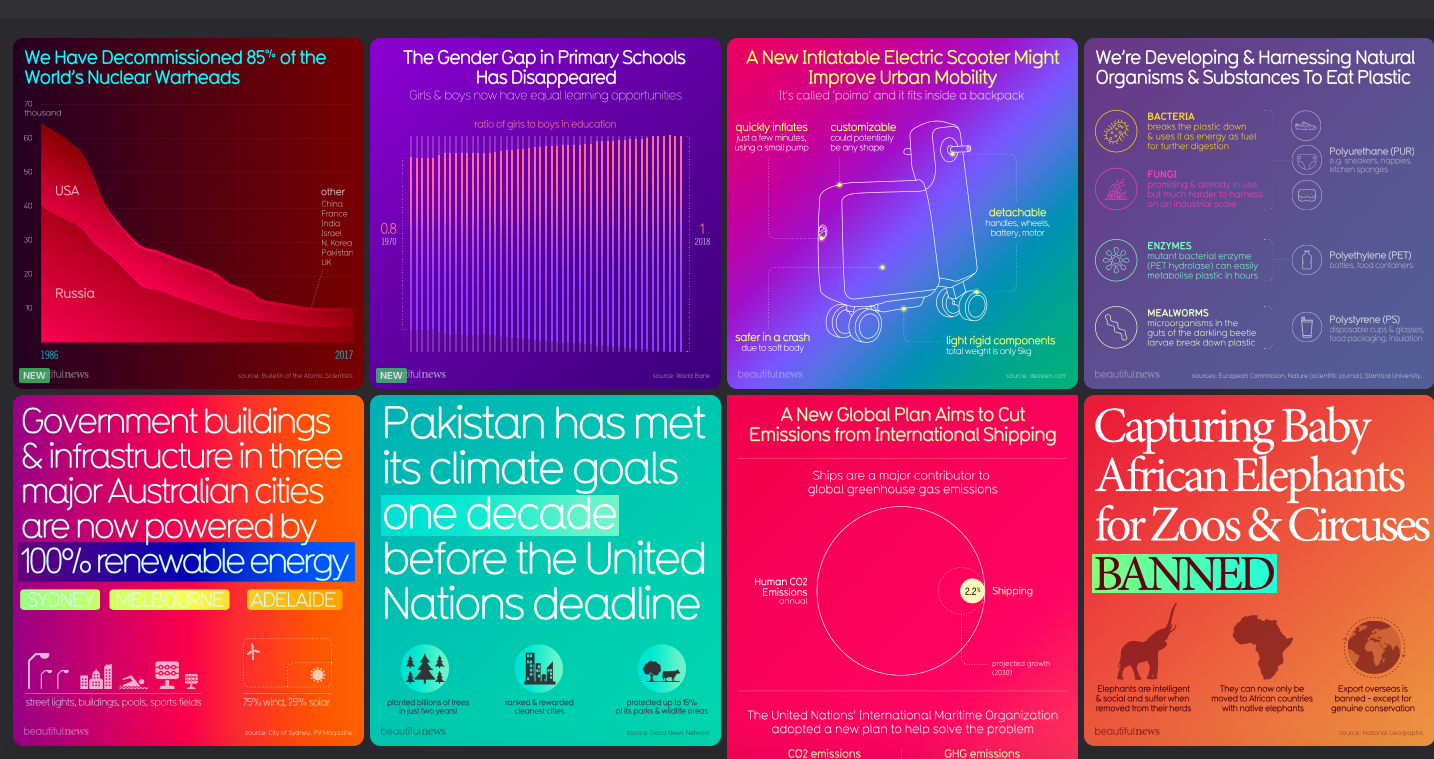 We Have Decommissioned 85% of the
World's Nuclear Warheads
70
thousand
60
50
40
30
20
10
USA
Russia
other
China
France
India
Israel
N. Korea
Pakistan
UK
1986
2017
NEW
ifulnews
source: Bulletin of the Atomic Scientists
The Gender Gap in Primary Schools
Has Disappeared
Girls & boys now have equal learning opportunities
ratio of girls to boys in education
0.8
1970
1
2018
NEW
ifulnews
source: World Bank
A New Inflatable Electric Scooter Might
Improve Urban Mobility
It's called 'poimo' and it fits inside a backpack
quickly inflates
just a few minutes,
using a small pump
customizable
could potentially
be any shape
detachable
handles, wheels,
battery, motor
safer in a crash
due to soft body
light rigid components
total weight is only 5kg
beautifulnews
source: dezeen.com
We're Developing & Harnessing Natural
Organisms & Substances To Eat Plastic
BACTERIA
breaks the plastic down
& uses it as energy as fuel
for further digestion
FUNGI
promising & already in use
but much harder to harness
on an industrial scale
Polyurethane (PUR)
e.g. sneakers, nappies,
kitchen sponges
ENZYMES
mutant bacterial enzyme
(PET hydrolase) can easily
metabolise plastic in hours
Polyethylene (PET)
bottles, food containers
MEALWORMS
microorganisms in the
guts of the darkling beetle
larvae break down plastic
Polystyrene (PS)
disposable cups & glasses,
food packaging, insulation
beautifulnews
sources: European Commission, Nature (scientific journal), Stanford University,
Government buildings
& infrastructure in three
major Australian cities
are now powered by
100% renewable energy
SYDNEY MELBOURNE ADELAIDE
street lights, buildings, pools, sports fields
75% wind, 25% solar
beautifulnews
source: City of Sydney, PV Magazine
Pakistan has met
its climate goals
one decade
before the United
Nations deadline
planted billions of trees
in just two years!
ranked & rewarded
cleanest cities
protected up to 15%
of its parks & wildlife areas
beautifulnews
source: Good News Network
A New Global Plan Aims to Cut
Emissions from International Shipping
Ships are a major contributor to
global greenhouse gas emissions
Human CO2
Emissions
annual
2.2%
Shipping
projected growth
(2030)
The United Nations' International Maritime Organization
adopted a new plan to help solve the problem
CO2 emissions
GHG emissions
Capturing Baby
African Elephants
for Zoos & Circuses
BANNED
Elephants are intelligent
& social and suffer when
removed from their herds
They can now only be
moved to African countries
with native elephants
Export overseas is
banned - except for
genuine conservation
beautifulnews
source: National Geographic